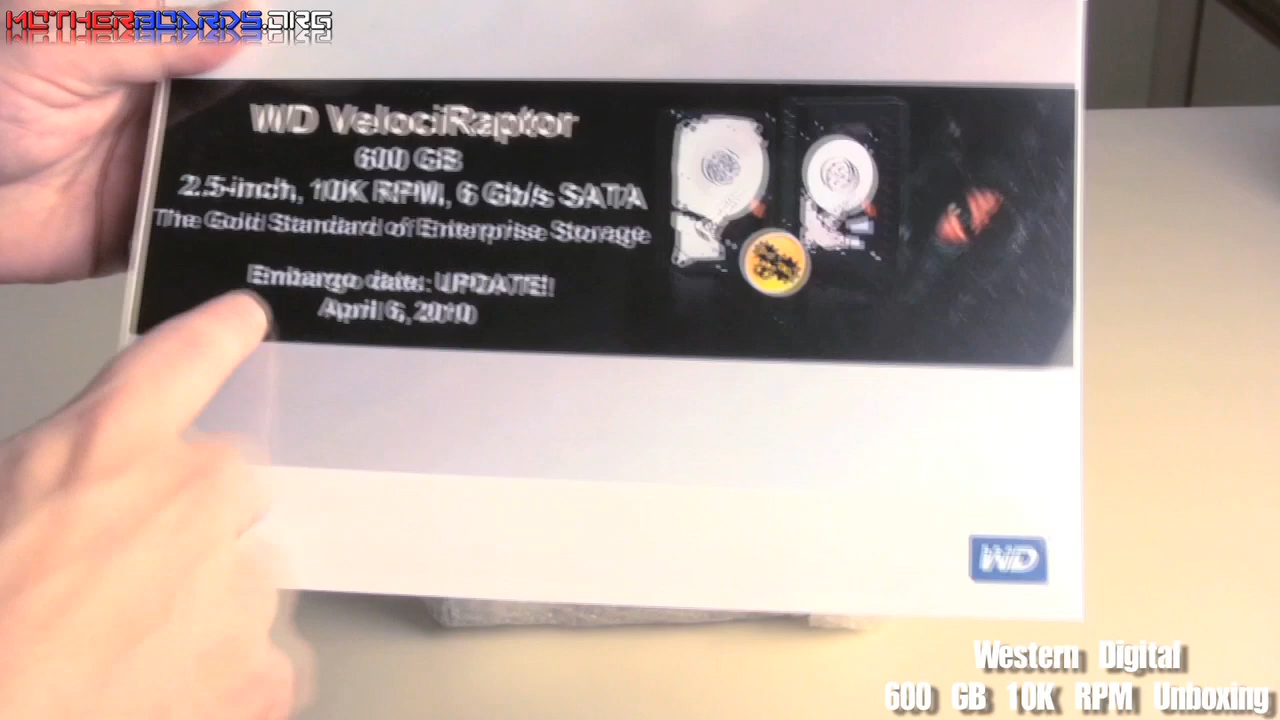 MOTHERBOARDS.ORG
WD VelociRaptor
600 GB
2.5-inch, 10K RPM, 6 Gb/s SATA
The Gold Standard of Enterprise Storage
Embargo date: UPDATE!
April 6, 2010
WD
Western Digital
600 GB 10K RPM Unboxing